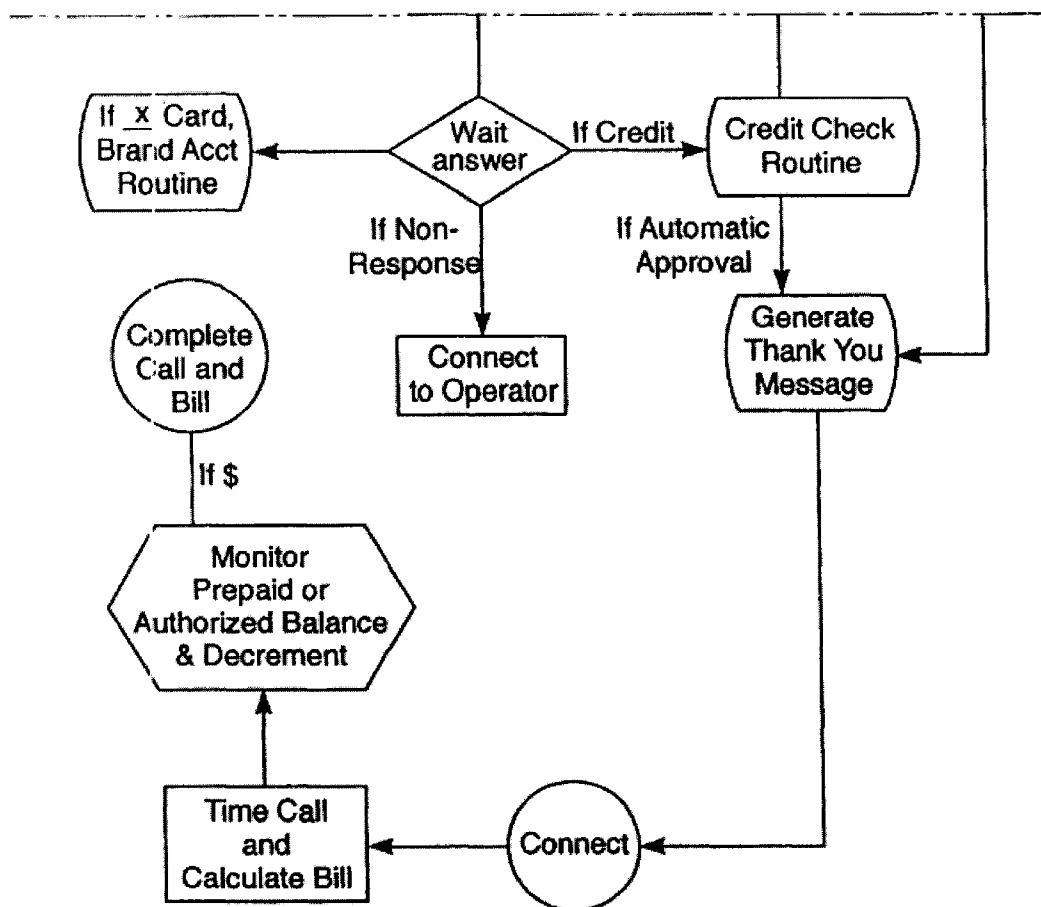 If x Card,
Brand Acct
Routine
Wait
answer
If Credit
Credit Check
Routine
If Non-
Response
If Automatic
Approval
Complete
Call and
Bill
Connect
to Operator
Generate
Thank You
Message
If $
Monitor
Prepaid or
Authorized Balance
& Decrement
Time Call
and
Calculate Bill
Connect